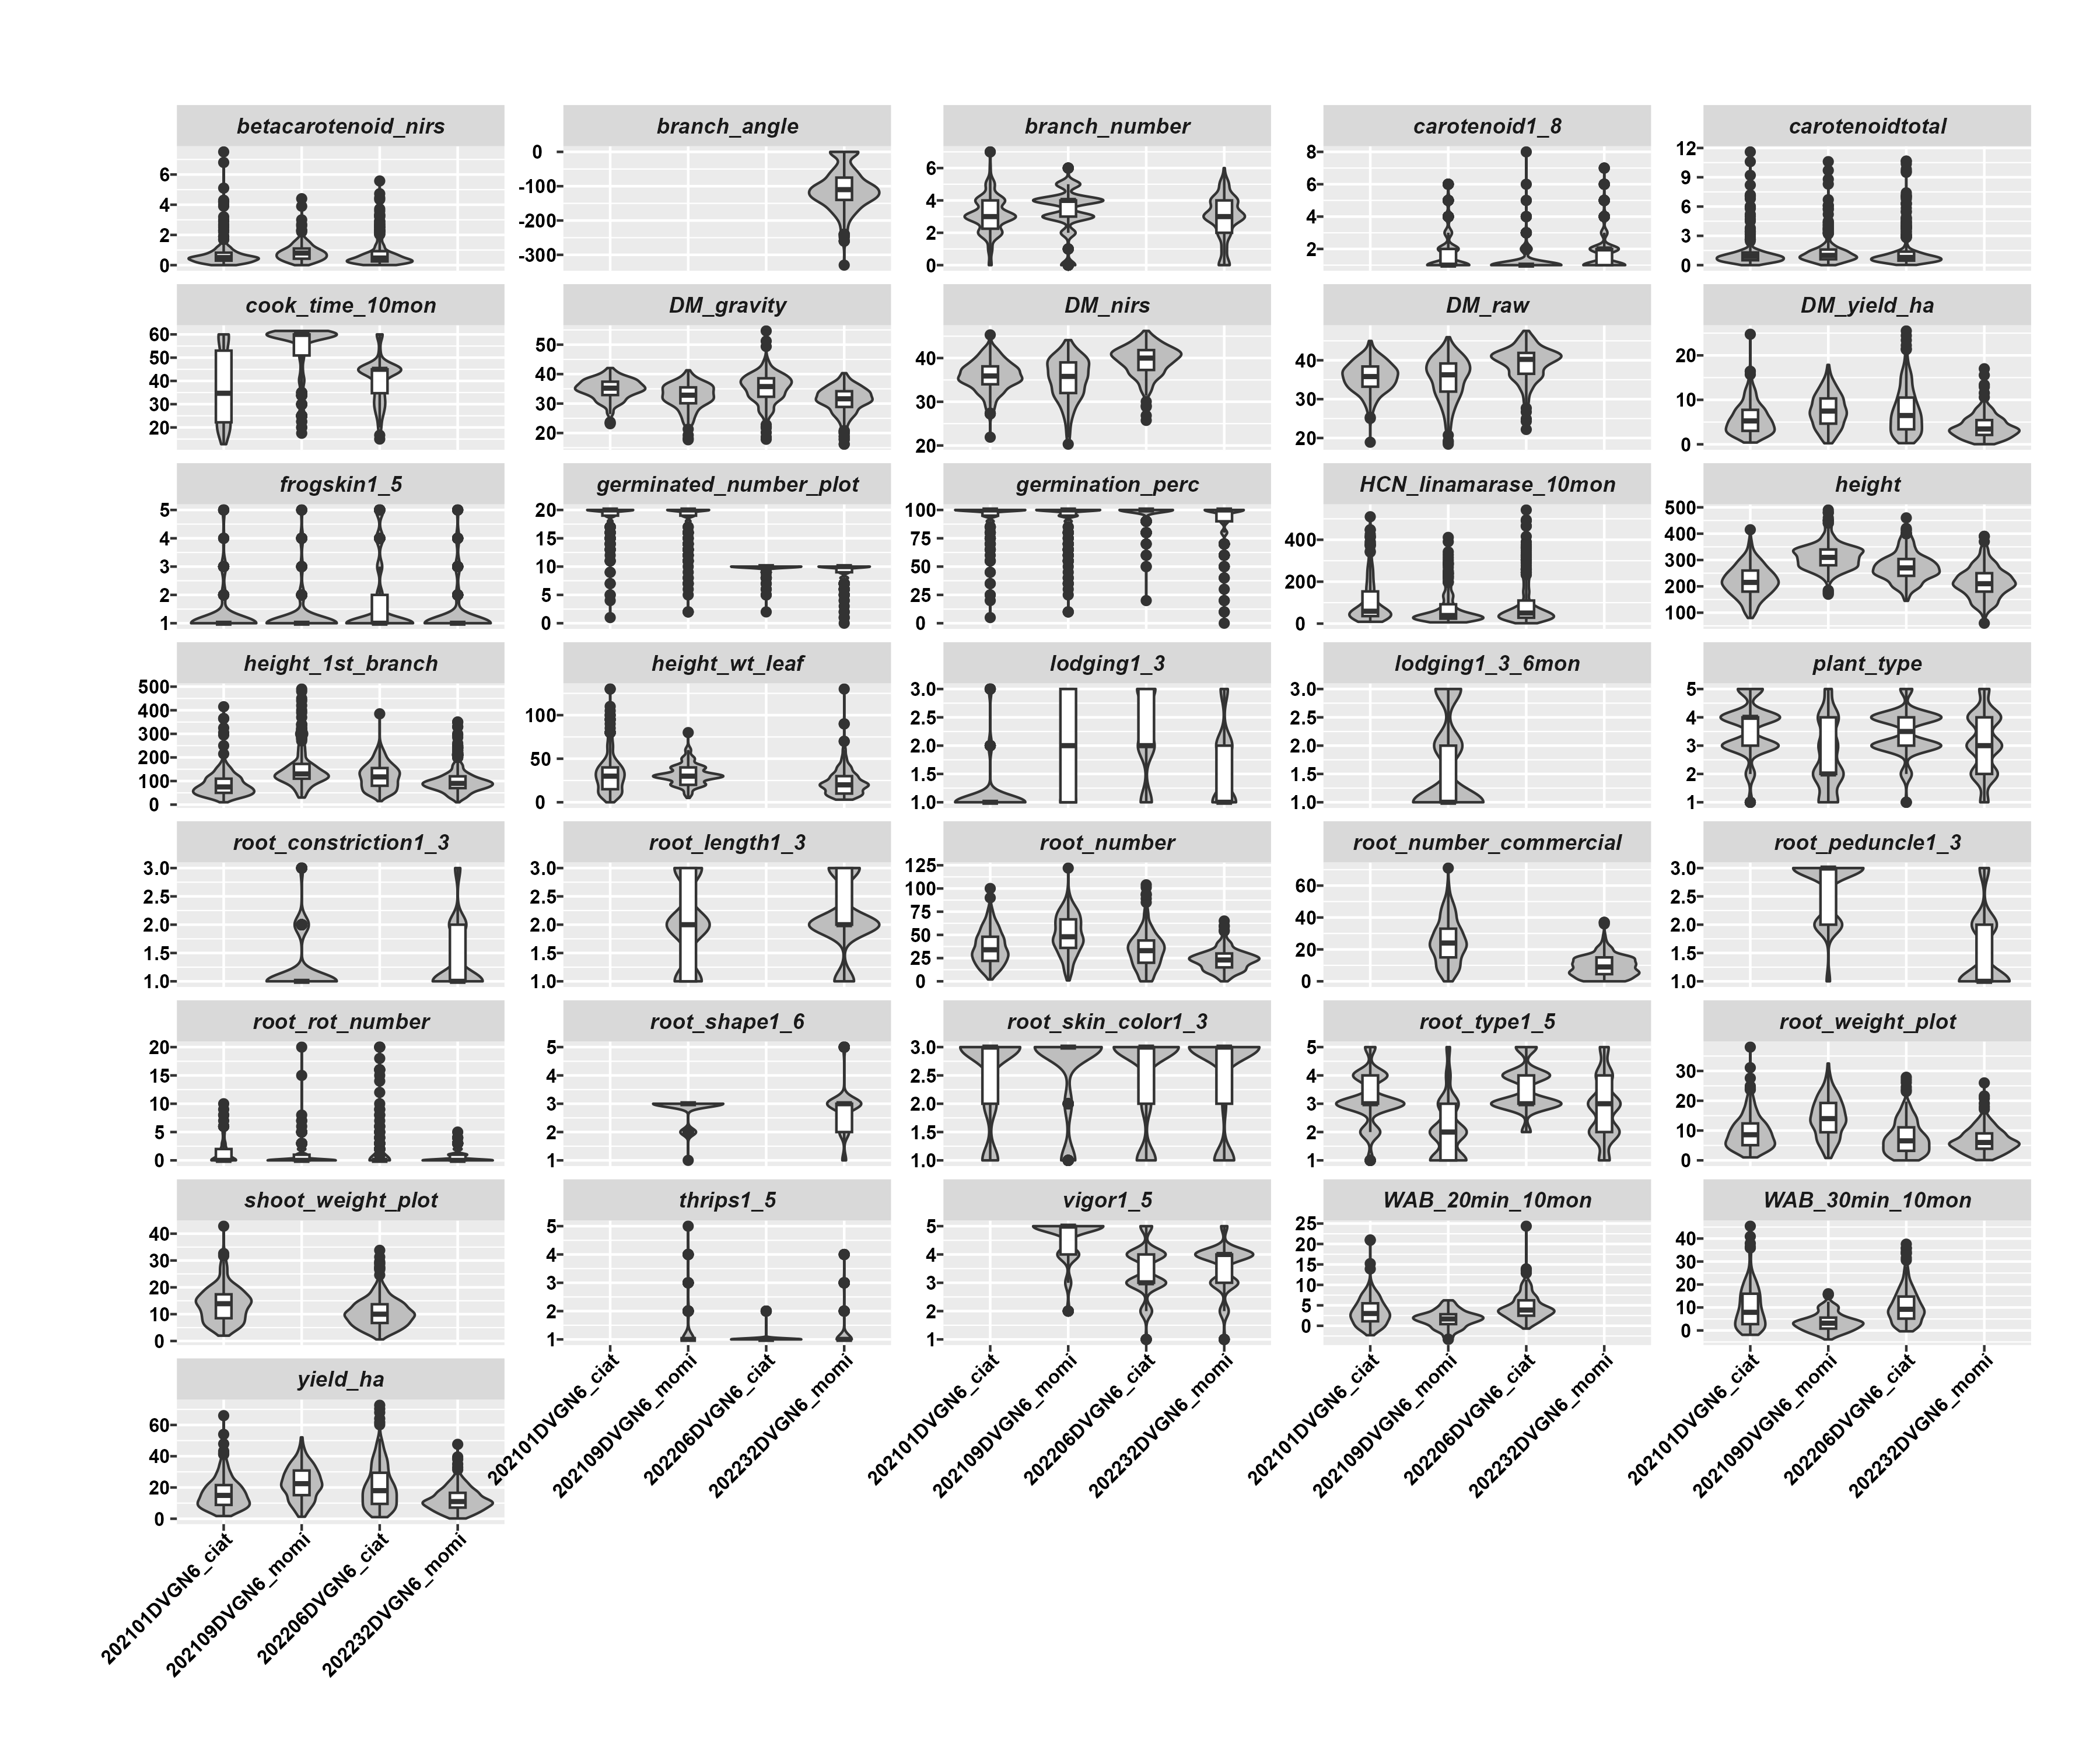 betacarotenoid_nirs branch_angle branch_number carotenoid1_8 carotenoidtotal
6 4 2 0
0 -100 -200 -300
6 4 2 0
8 6 4 2
12 9 6 3 0
cook_time_10mon DM_gravity DM_nirs DM_raw DM_yield_ha
60 50 40 30 20
50 40 30 20
40 30 20
40 30 20
20 10 0
frogskin1_5 germinated_number_plot germination_perc HCN_linamarase_10mon height
5 4 3 2 1
20 15 10 5 0
100 75 50 25 0
400 200 0
500 400 300 200 100
height_1st_branch height_wt_leaf lodging1_3 lodging1_3_6mon plant_type
500 400 300 200 100 0
100 50 0
3.0 2.5 2.0 1.5 1.0
3.0 2.5 2.0 1.5 1.0
5 4 3 2 1
root_constriction1_3 root_length1_3 root_number root_number_commercial root_peduncle1_3
3.0 2.5 2.0 1.5 1.0
3.0 2.5 2.0 1.5 1.0
125 100 75 50 25 0
60 40 20 0
3.0 2.5 2.0 1.5 1.0
root_rot_number root_shape1_6 root_skin_color1_3 root_type1_5 root_weight_plot
20 15 10 5 0
5 4 3 2 1
3.0 2.5 2.0 1.5 1.0
5 4 3 2 1
30 20 10 0
shoot_weight_plot thrips1_5 vigor1_5 WAB_20min_10mon WAB_30min_10mon
40 30 20 10 0
5 4 3 2 1
5 4 3 2 1
25 20 15 10 5 0
40 30 20 10 0
202101DVGN6_ciat 202109DVGN6_momi 202206DVGN6_ciat 202232DVGN6_momi
202101DVGN6_ciat 202109DVGN6_momi 202206DVGN6_ciat 202232DVGN6_momi
202101DVGN6_ciat 202109DVGN6_momi 202206DVGN6_ciat 202232DVGN6_momi
202101DVGN6_ciat 202109DVGN6_momi 202206DVGN6_ciat 202232DVGN6_momi
yield_ha
60 40 20 0
202101DVGN6_ciat 202109DVGN6_momi 202206DVGN6_ciat 202232DVGN6_momi